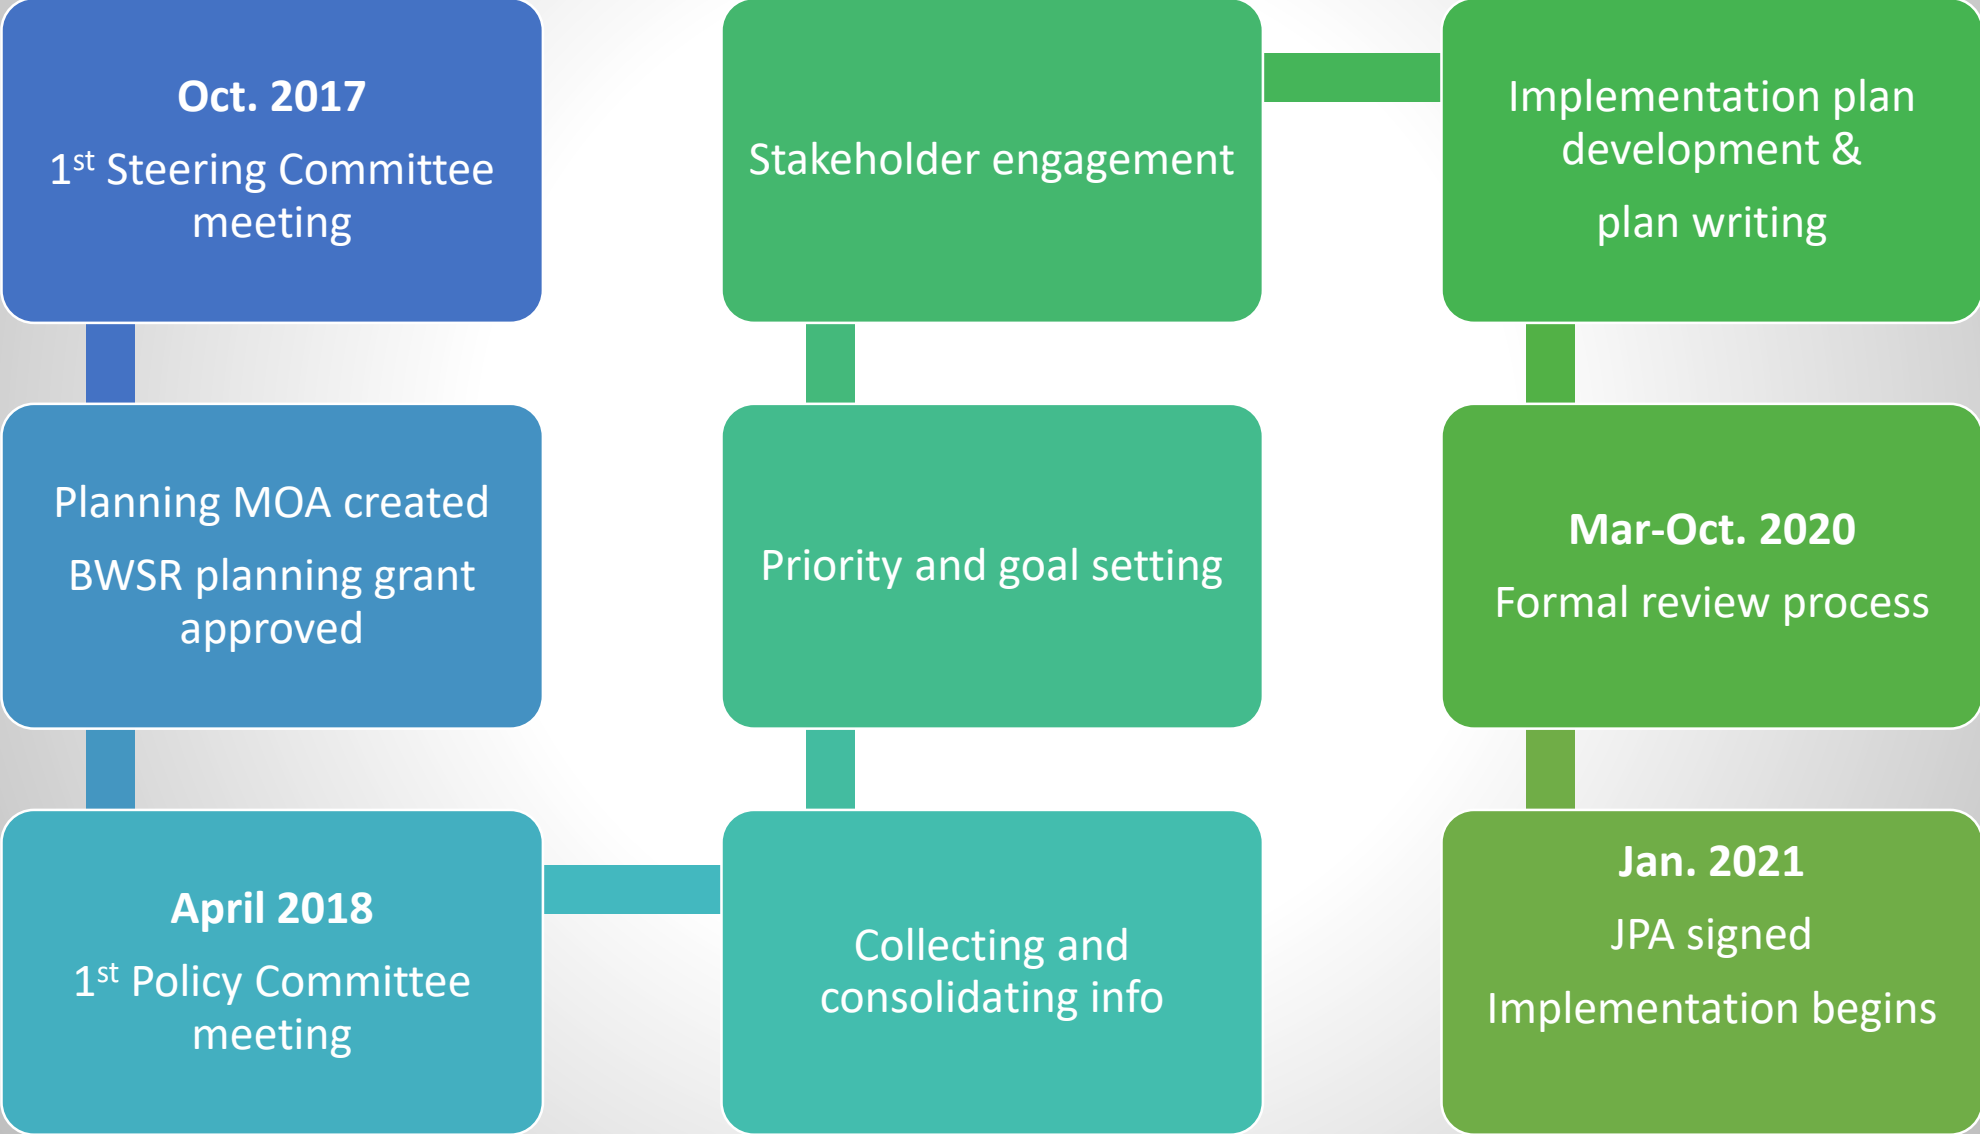 Oct. 2017
1st Steering Committee
meeting
Planning MOA created
BWSR planning grant
approved
April 2018
1st Policy Committee
meeting
Collecting and
consolidating info
Priority and goal setting
Stakeholder engagement
Implementation plan
development &
plan writing
Mar-Oct. 2020
Formal review process
Jan. 2021
JPA signed
Implementation begins